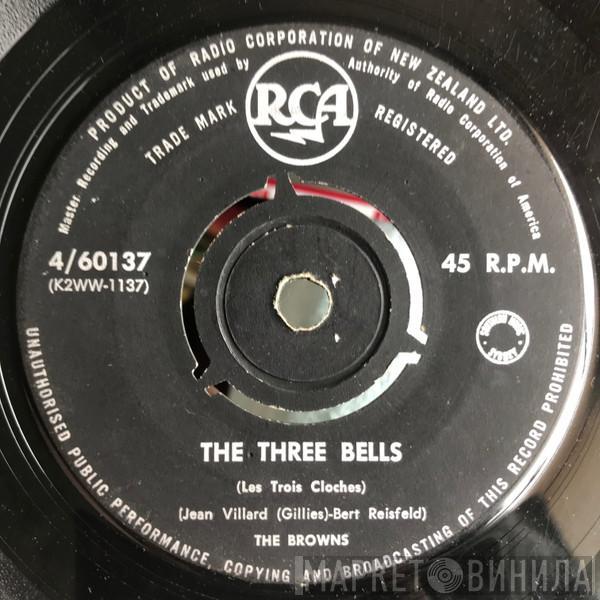 PRODUCT OF RADIO CORPORATION OF NEW ZEALAND LTD.
Master Recording and Trademark used by Authority of Radio Corporation of America
TRADE MARK RCA REGISTERED
4/60137
(K2WW-1137)
45 R.P.M.
SYDNEY
THE THREE BELLS
(Les Trois Cloches)
(Jean Villard (Gillies)-Bert Reisfeld)
THE BROWNS
UNAUTHORISED PUBLIC PERFORMANCE, COPYING AND BROADCASTING OF THIS RECORD PROHIBITED
МАРКЕТ ВИНИЛА